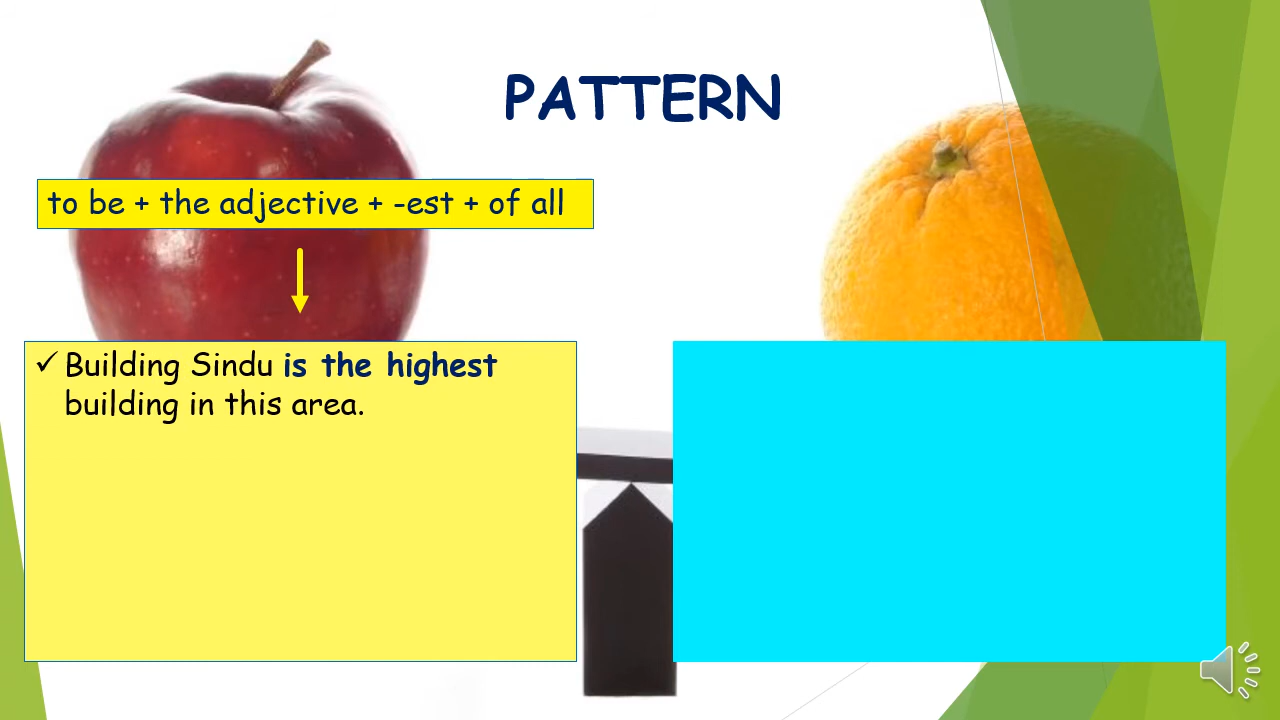 PATTERN
to be + the adjective + -est + of all
✓ Building Sindu is the highest
building in this area.